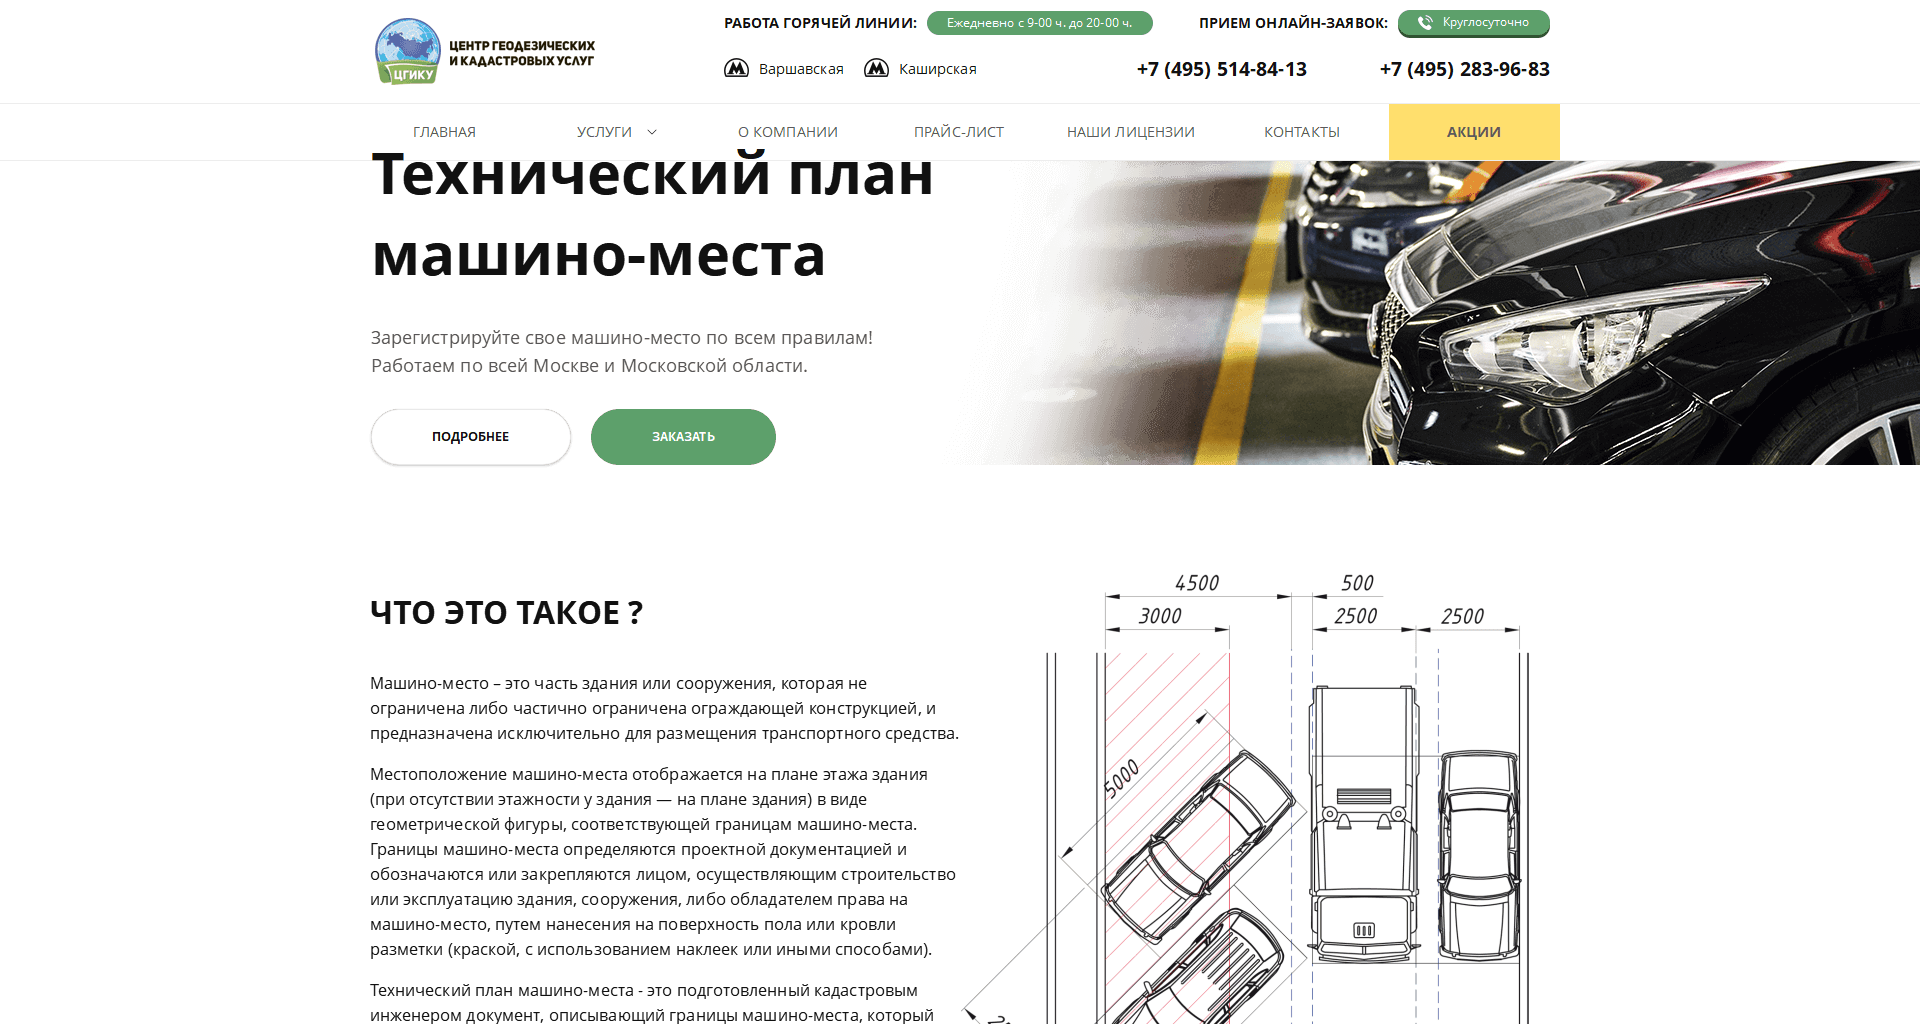 РАБОТА ГОРЯЧЕЙ ЛИНИИ: Ежедневно с 9-00 ч. до 20-00 ч. ПРИЕМ ОНЛАЙН-ЗАЯВОК: Круглосуточно
ЦЕНТР ГЕОДЕЗИЧЕСКИХ
И КАДАСТРОВЫХ УСЛУГ
ЦГИКУ
Варшавская Каширская +7 (495) 514-84-13 +7 (495) 283-96-83
ГЛАВНАЯ УСЛУГИ О КОМПАНИИ ПРАЙС-ЛИСТ НАШИ ЛИЦЕНЗИИ КОНТАКТЫ АКЦИИ
Технический план
машино-места
Зарегистрируйте свое машино-место по всем правилам!
Работаем по всей Москве и Московской области.
ПОДРОБНЕЕ ЗАКАЗАТЬ
ЧТО ЭТО ТАКОЕ ?
Машино-место – это часть здания или сооружения, которая не
ограничена либо частично ограничена ограждающей конструкцией, и
предназначена исключительно для размещения транспортного средства.
Местоположение машино-места отображается на плане этажа здания
(при отсутствии этажности у здания — на плане здания) в виде
геометрической фигуры, соответствующей границам машино-места.
Границы машино-места определяются проектной документацией и
обозначаются или закрепляются лицом, осуществляющим строительство
или эксплуатацию здания, сооружения, либо обладателем права на
машино-место, путем нанесения на поверхность пола или кровли
разметки (краской, с использованием наклеек или иными способами).
Технический план машино-места - это подготовленный кадастровым
инженером документ, описывающий границы машино-места, который
4500 500
3000 2500 2500
5000